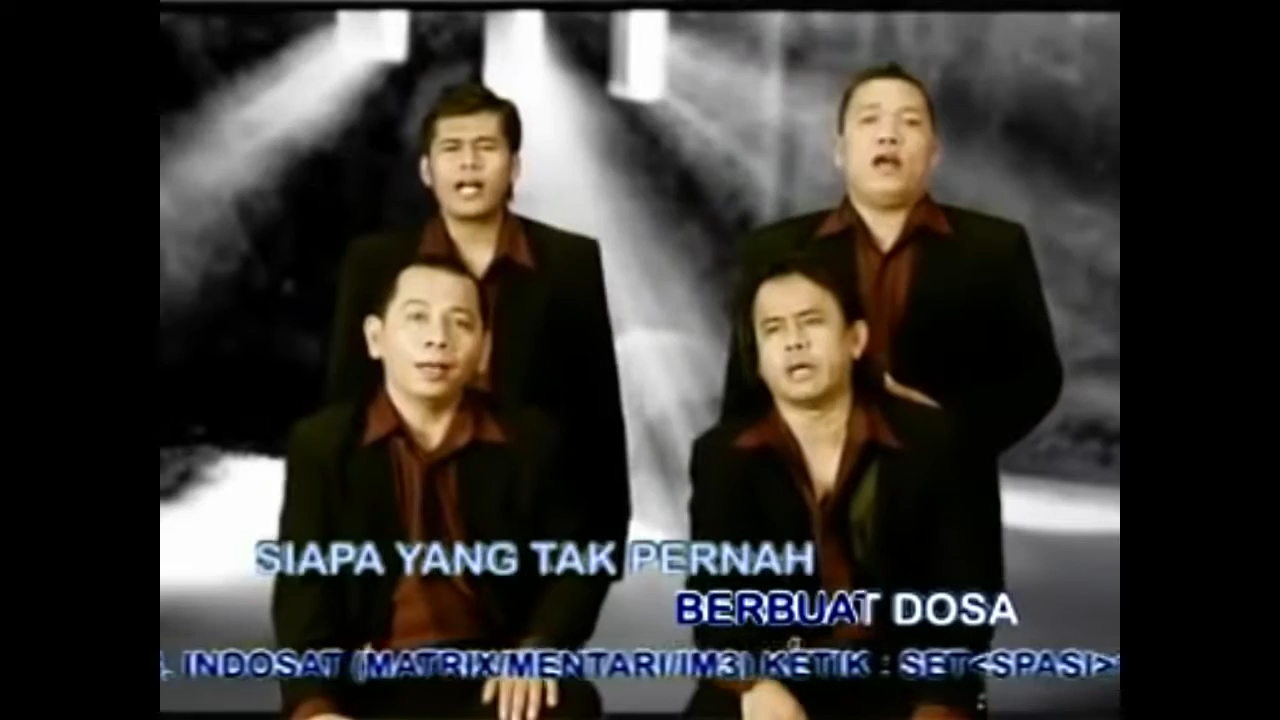 SIAPA YANG TAK PERNAH
BERBUAT DOSA
. INDOSAT (MATRIX/MENTARI/IM3) KETIK : SET<SPASI>